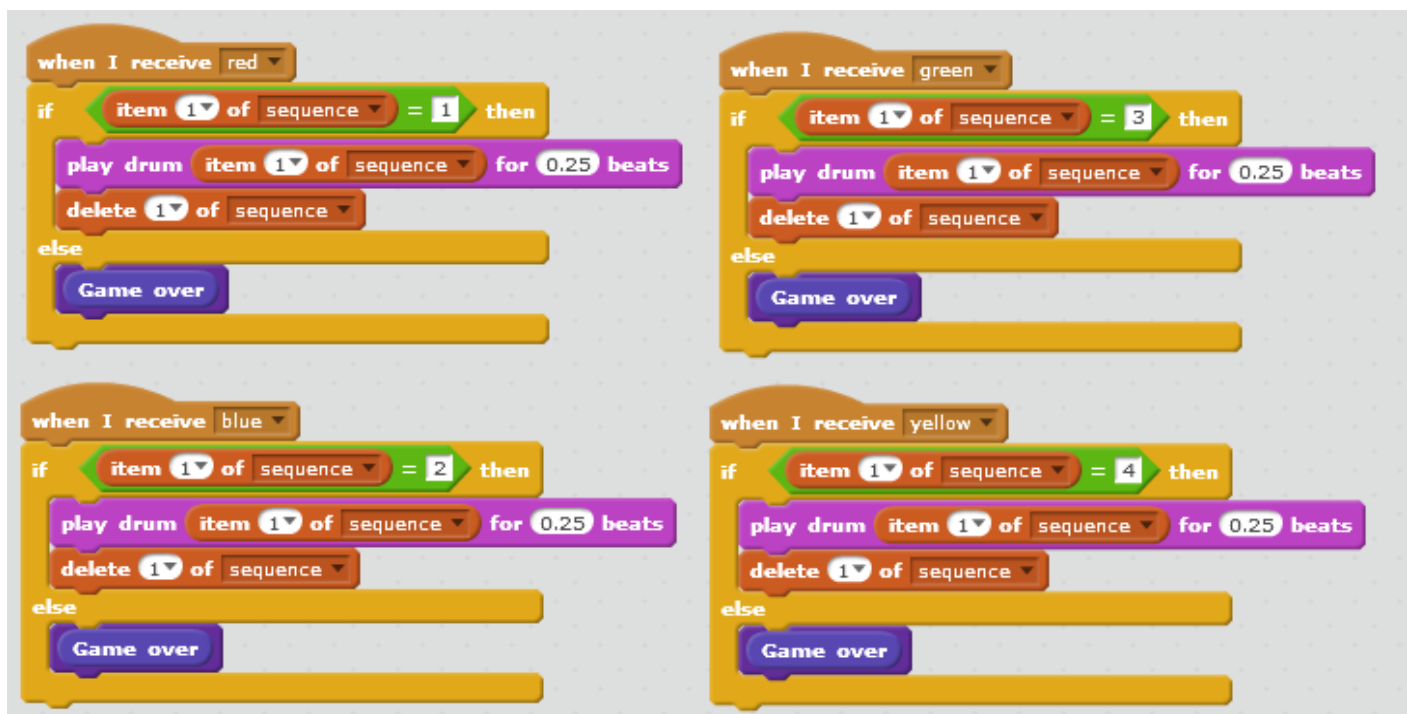 when I receive red
if item 1 of sequence = 1 then
play drum item 1 of sequence for 0.25 beats
delete 1 of sequence
else
Game over
when I receive green
if item 1 of sequence = 3 then
play drum item 1 of sequence for 0.25 beats
delete 1 of sequence
else
Game over
when I receive blue
if item 1 of sequence = 2 then
play drum item 1 of sequence for 0.25 beats
delete 1 of sequence
else
Game over
when I receive yellow
if item 1 of sequence = 4 then
play drum item 1 of sequence for 0.25 beats
delete 1 of sequence
else
Game over